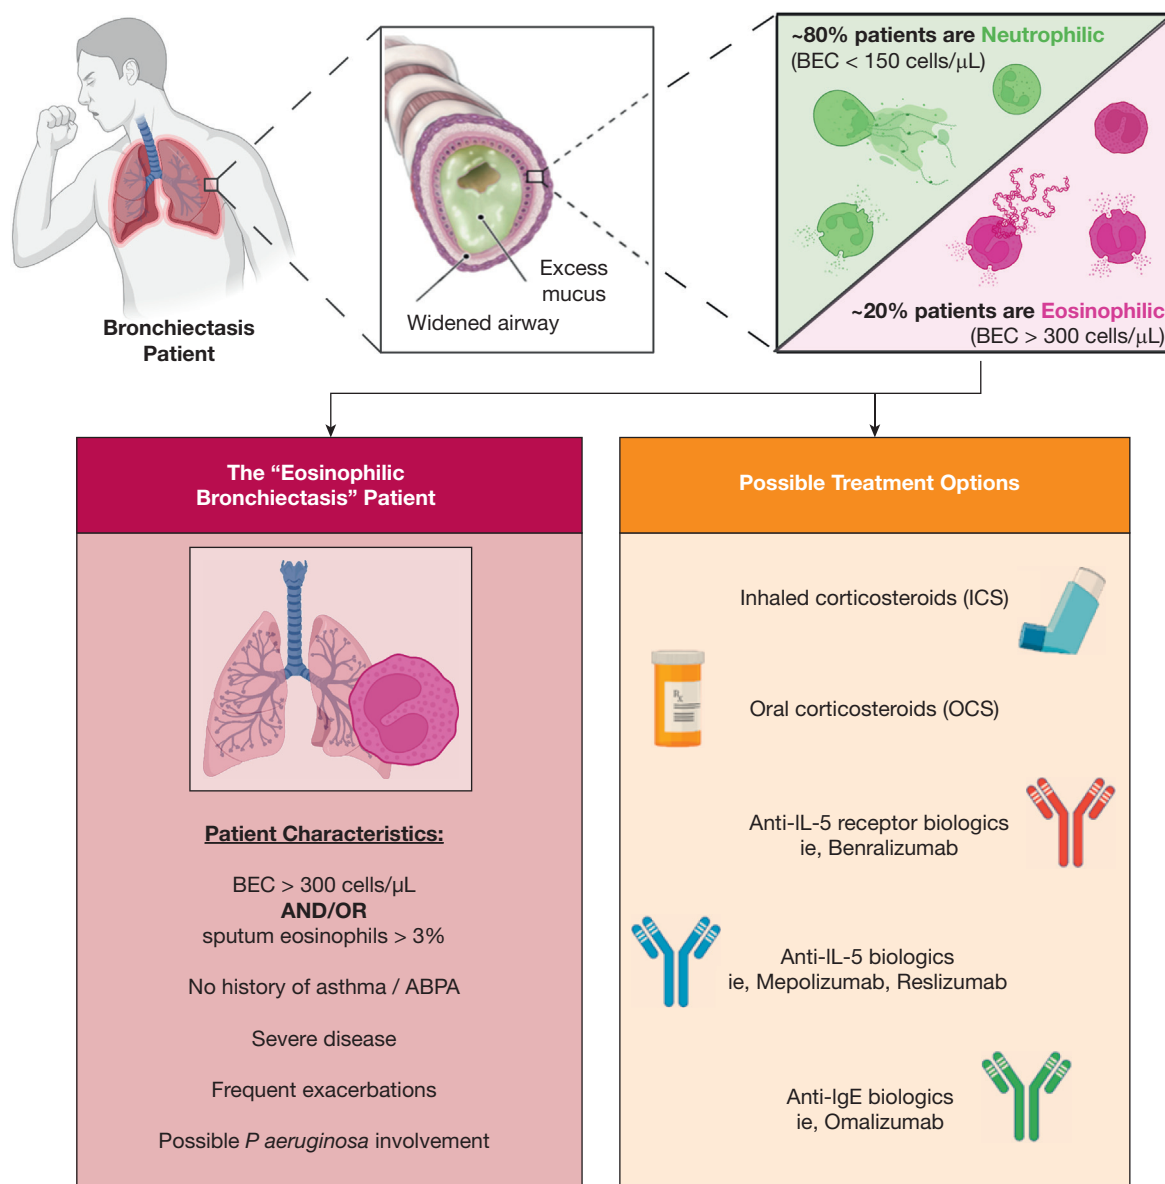 ~80% patients are Neutrophilic
(BEC < 150 cells/μL)
Excess
mucus
Widened airway
~20% patients are Eosinophilic
(BEC > 300 cells/μL)
Bronchiectasis
Patient
The “Eosinophilic
Bronchiectasis” Patient
Patient Characteristics:
BEC > 300 cells/μL
AND/OR
sputum eosinophils > 3%
No history of asthma / ABPA
Severe disease
Frequent exacerbations
Possible P aeruginosa involvement
Possible Treatment Options
Inhaled corticosteroids (ICS)
Rx
Oral corticosteroids (OCS)
Anti-IL-5 receptor biologics
ie, Benralizumab
Anti-IL-5 biologics
ie, Mepolizumab, Reslizumab
Anti-IgE biologics
ie, Omalizumab